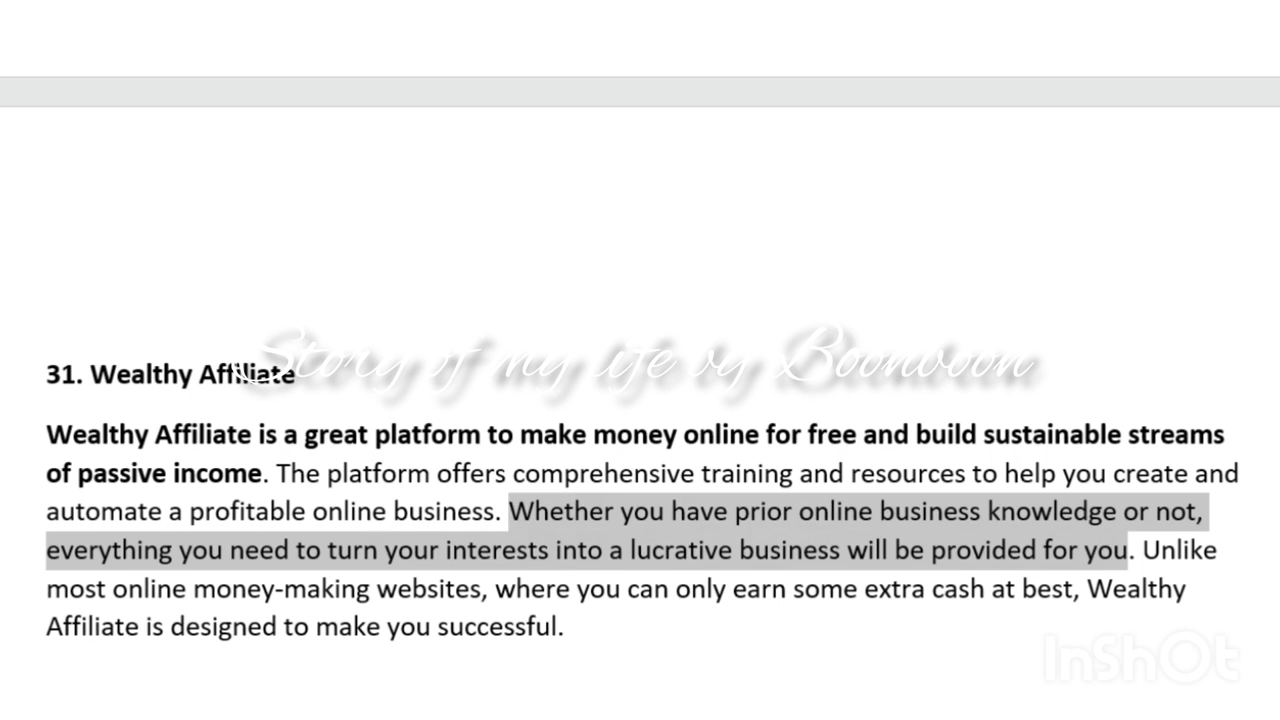 Story of my life by Boonvoon
31. Wealthy Affiliate
Wealthy Affiliate is a great platform to make money online for free and build sustainable streams
of passive income. The platform offers comprehensive training and resources to help you create and
automate a profitable online business. Whether you have prior online business knowledge or not,
everything you need to turn your interests into a lucrative business will be provided for you. Unlike
most online money-making websites, where you can only earn some extra cash at best, Wealthy
Affiliate is designed to make you successful.
InShOt